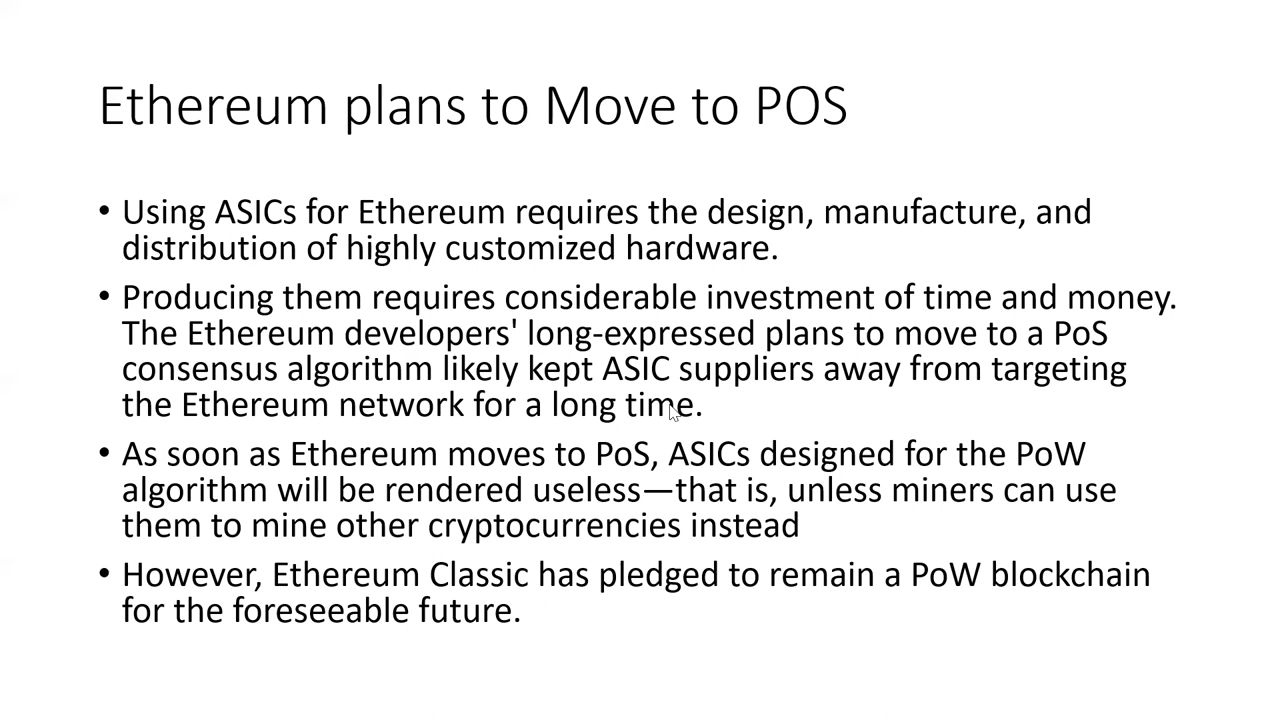 Ethereum plans to Move to POS
• Using ASICs for Ethereum requires the design, manufacture, and
distribution of highly customized hardware.
• Producing them requires considerable investment of time and money.
The Ethereum developers' long-expressed plans to move to a PoS
consensus algorithm likely kept ASIC suppliers away from targeting
the Ethereum network for a long time.
• As soon as Ethereum moves to PoS, ASICs designed for the PoW
algorithm will be rendered useless—that is, unless miners can use
them to mine other cryptocurrencies instead
• However, Ethereum Classic has pledged to remain a PoW blockchain
for the foreseeable future.